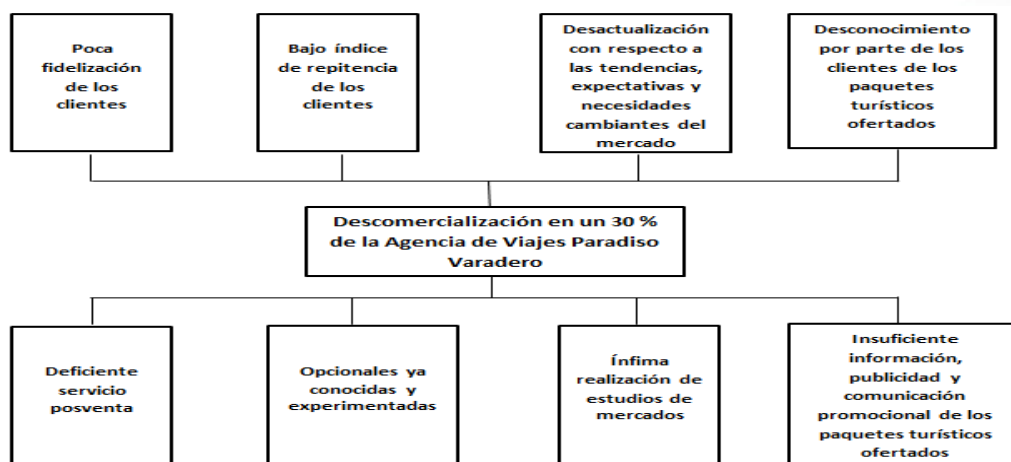 Poca
fidelización
de los
clientes
Bajo índice
de repitencia
de los
clientes
Desactualización
con respecto a
las tendencias,
expectativas y
necesidades
cambiantes del
mercado
Desconocimiento
por parte de los
clientes de los
paquetes
turísticos
ofertados
Descomercialización en un 30 %
de la Agencia de Viajes Paradiso
Varadero
Deficiente
servicio
posventa
Opcionales ya
conocidas y
experimentadas
Ínfima
realización de
estudios de
mercados
Insuficiente
información,
publicidad y
comunicación
promocional de los
paquetes turísticos
ofertados